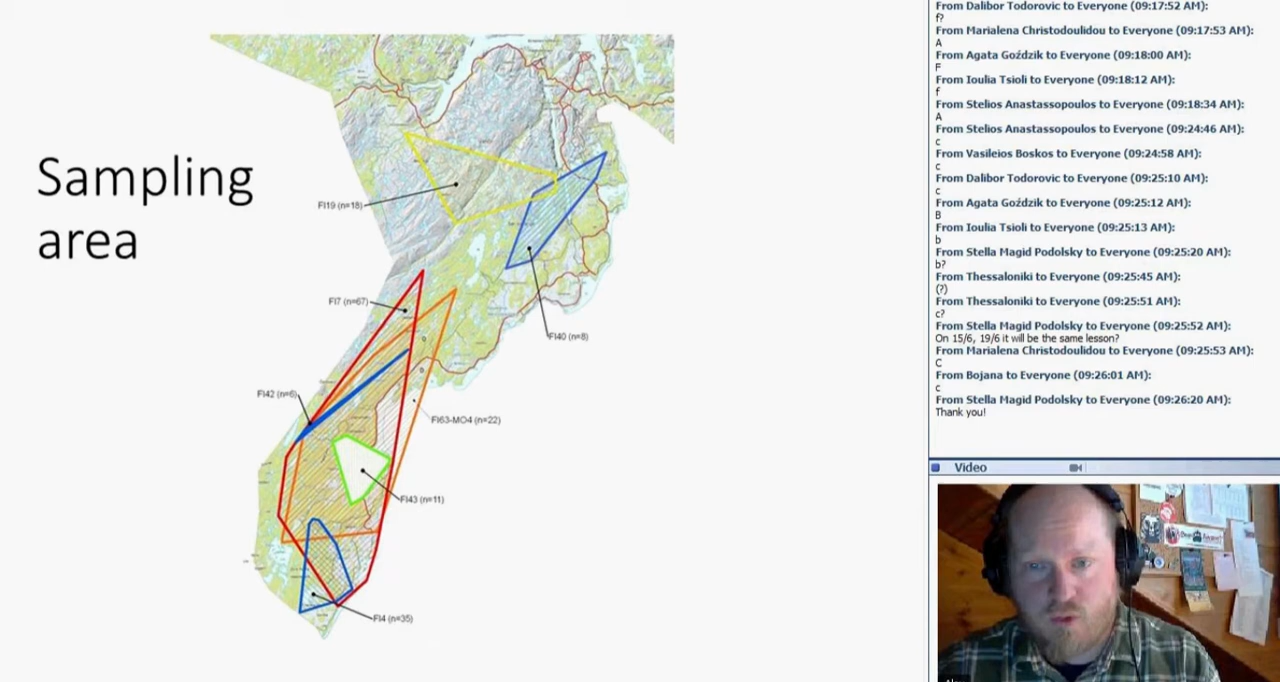 Sampling
area
FI19 (n=18)
FI7 (n=67)
FI40 (n=8)
FI42 (n=6)
FI63-MO4 (n=22)
FI43 (n=11)
FI4 (n=35)
From Dalibor Todorovic to Everyone (09:17:52 AM):
f?
From Marialena Christodoulidou to Everyone (09:17:53 AM):
A
From Agata Goździk to Everyone (09:18:00 AM):
F
From Ioulia Tsioli to Everyone (09:18:12 AM):
f
From Stelios Anastassopoulos to Everyone (09:18:34 AM):
A
From Stelios Anastassopoulos to Everyone (09:24:46 AM):
c
From Vasileios Boskos to Everyone (09:24:58 AM):
c
From Dalibor Todorovic to Everyone (09:25:10 AM):
c
From Agata Goździk to Everyone (09:25:12 AM):
B
From Ioulia Tsioli to Everyone (09:25:13 AM):
b
From Stella Magid Podolsky to Everyone (09:25:20 AM):
b?
From Thessaloniki to Everyone (09:25:45 AM):
(?)
From Thessaloniki to Everyone (09:25:51 AM):
c?
From Stella Magid Podolsky to Everyone (09:25:52 AM):
On 15/6, 19/6 it will be the same lesson?
From Marialena Christodoulidou to Everyone (09:25:53 AM):
C
From Bojana to Everyone (09:26:01 AM):
c
From Stella Magid Podolsky to Everyone (09:26:20 AM):
Thank you!
Video